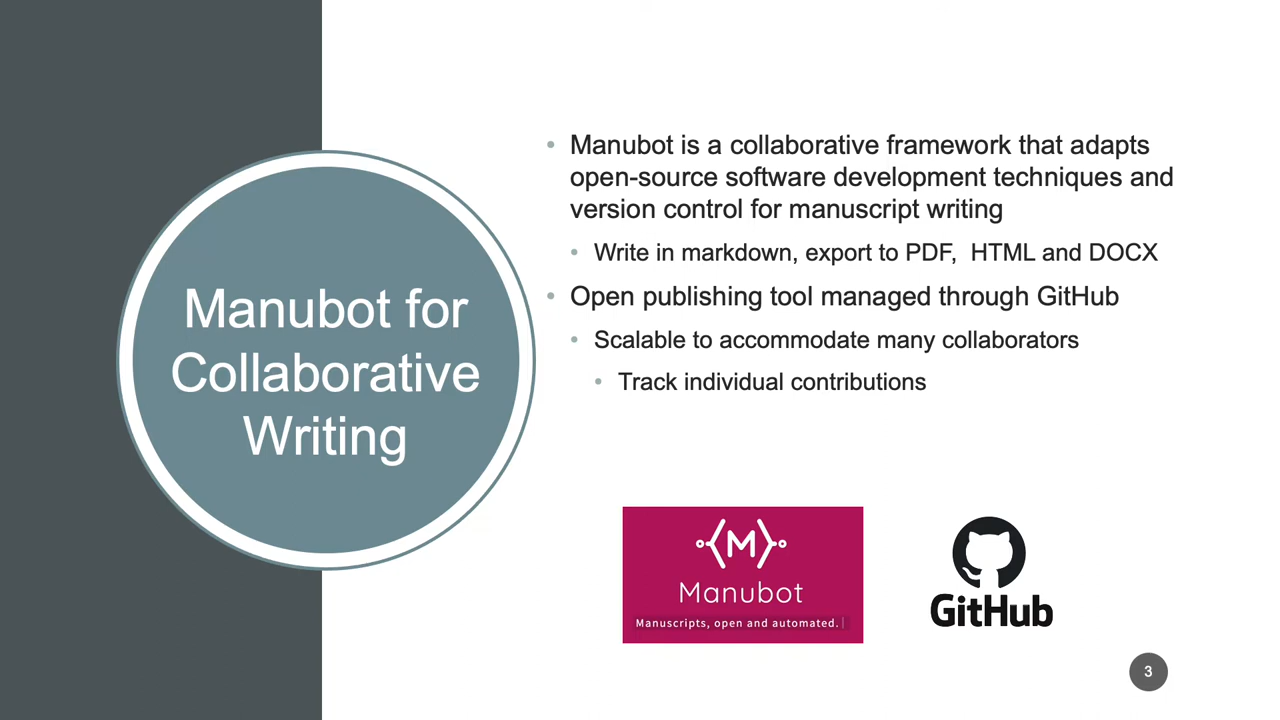 Manubot for
Collaborative
Writing
• Manubot is a collaborative framework that adapts
open-source software development techniques and
version control for manuscript writing
• Write in markdown, export to PDF,  HTML and DOCX
• Open publishing tool managed through GitHub
• Scalable to accommodate many collaborators
• Track individual contributions
M
Manubot
Manuscripts, open and automated.
GitHub
3